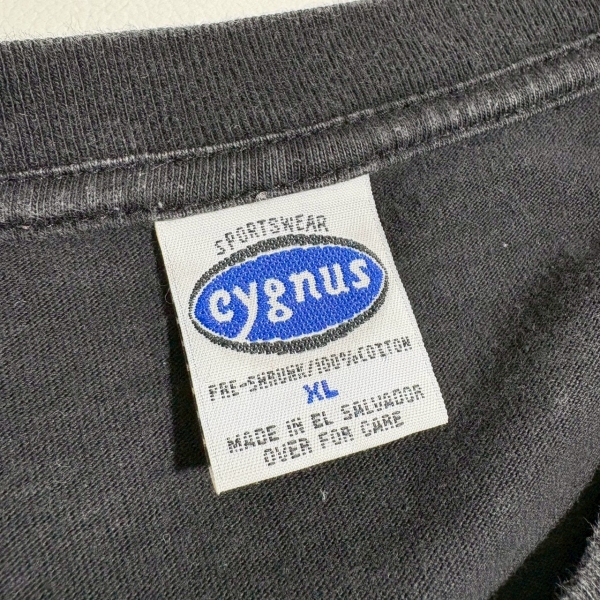 SPORTSWEAR
cygnus
PRE-SHRUNK/100%COTTON
XL
MADE IN EL SALVADOR
OVER FOR CARE